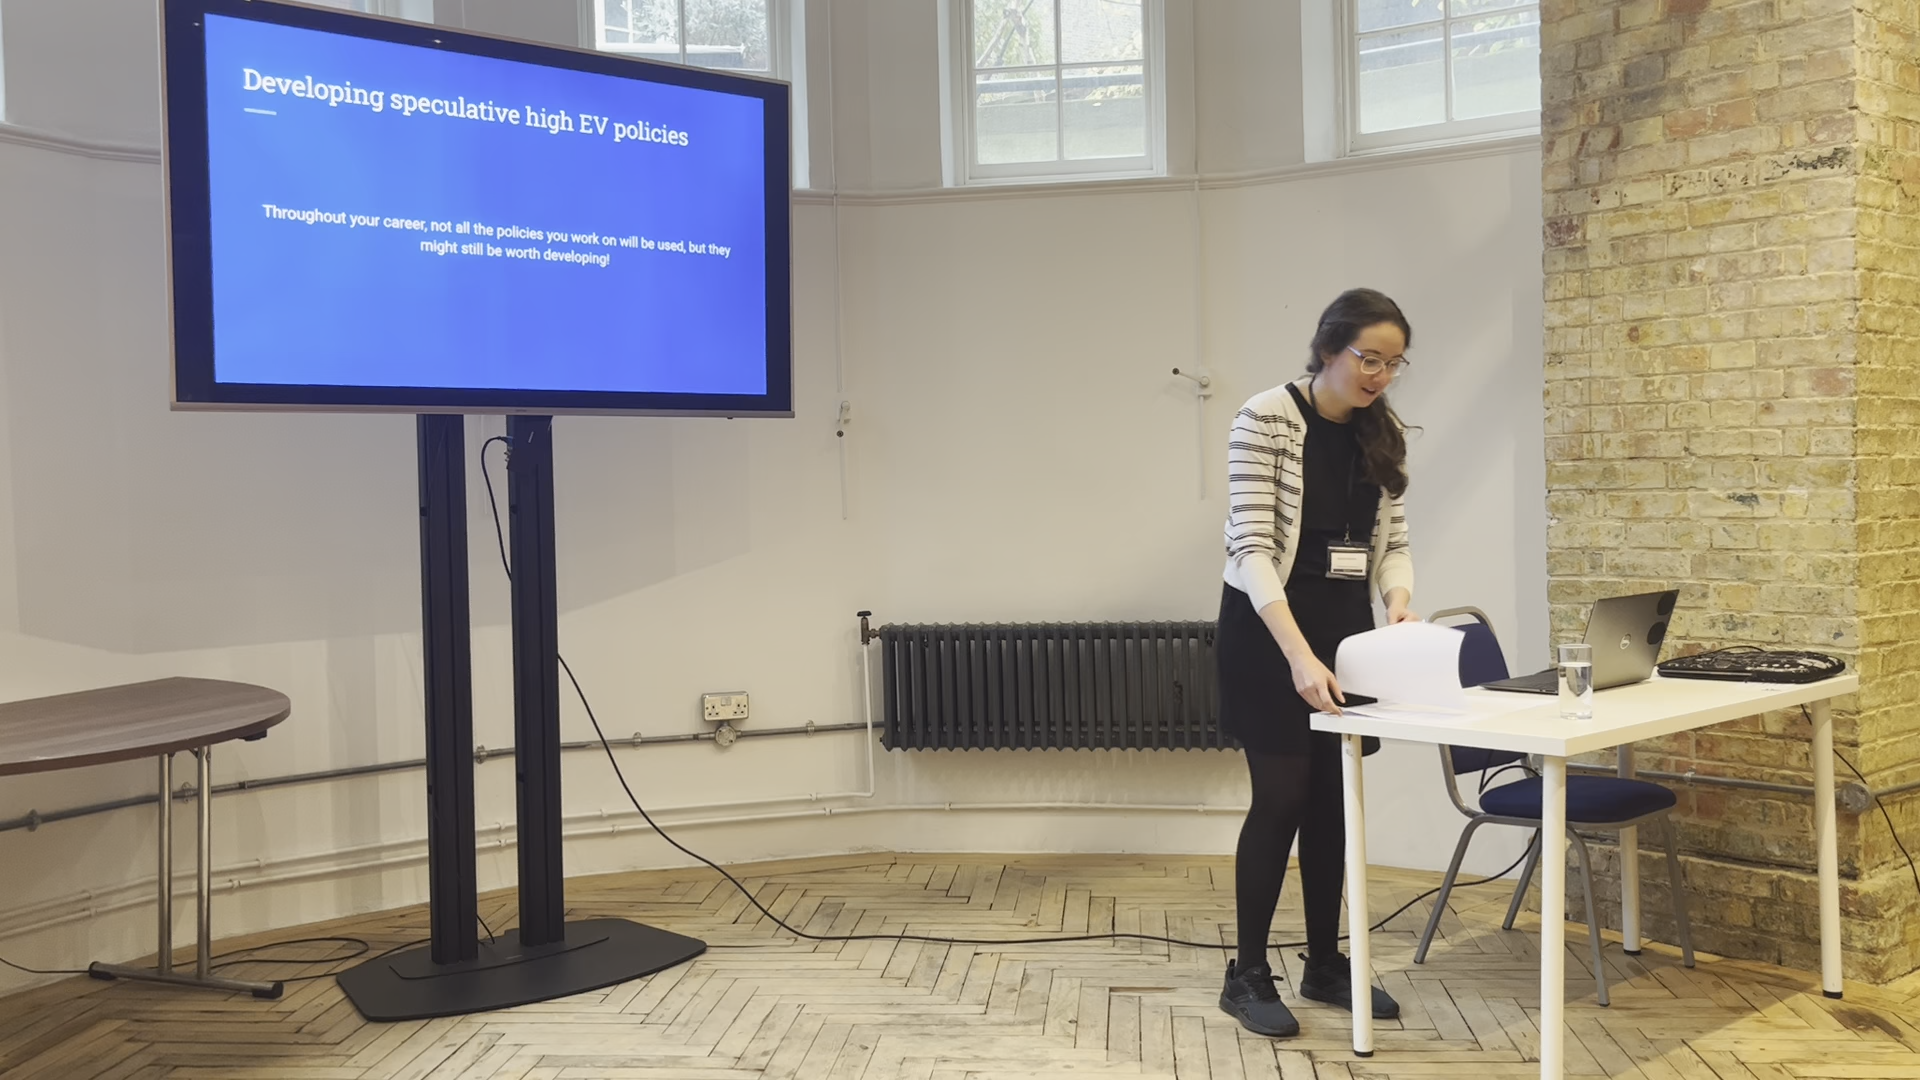 Developing speculative high EV policies
Throughout your career, not all the policies you work on will be used, but they
might still be worth developing!